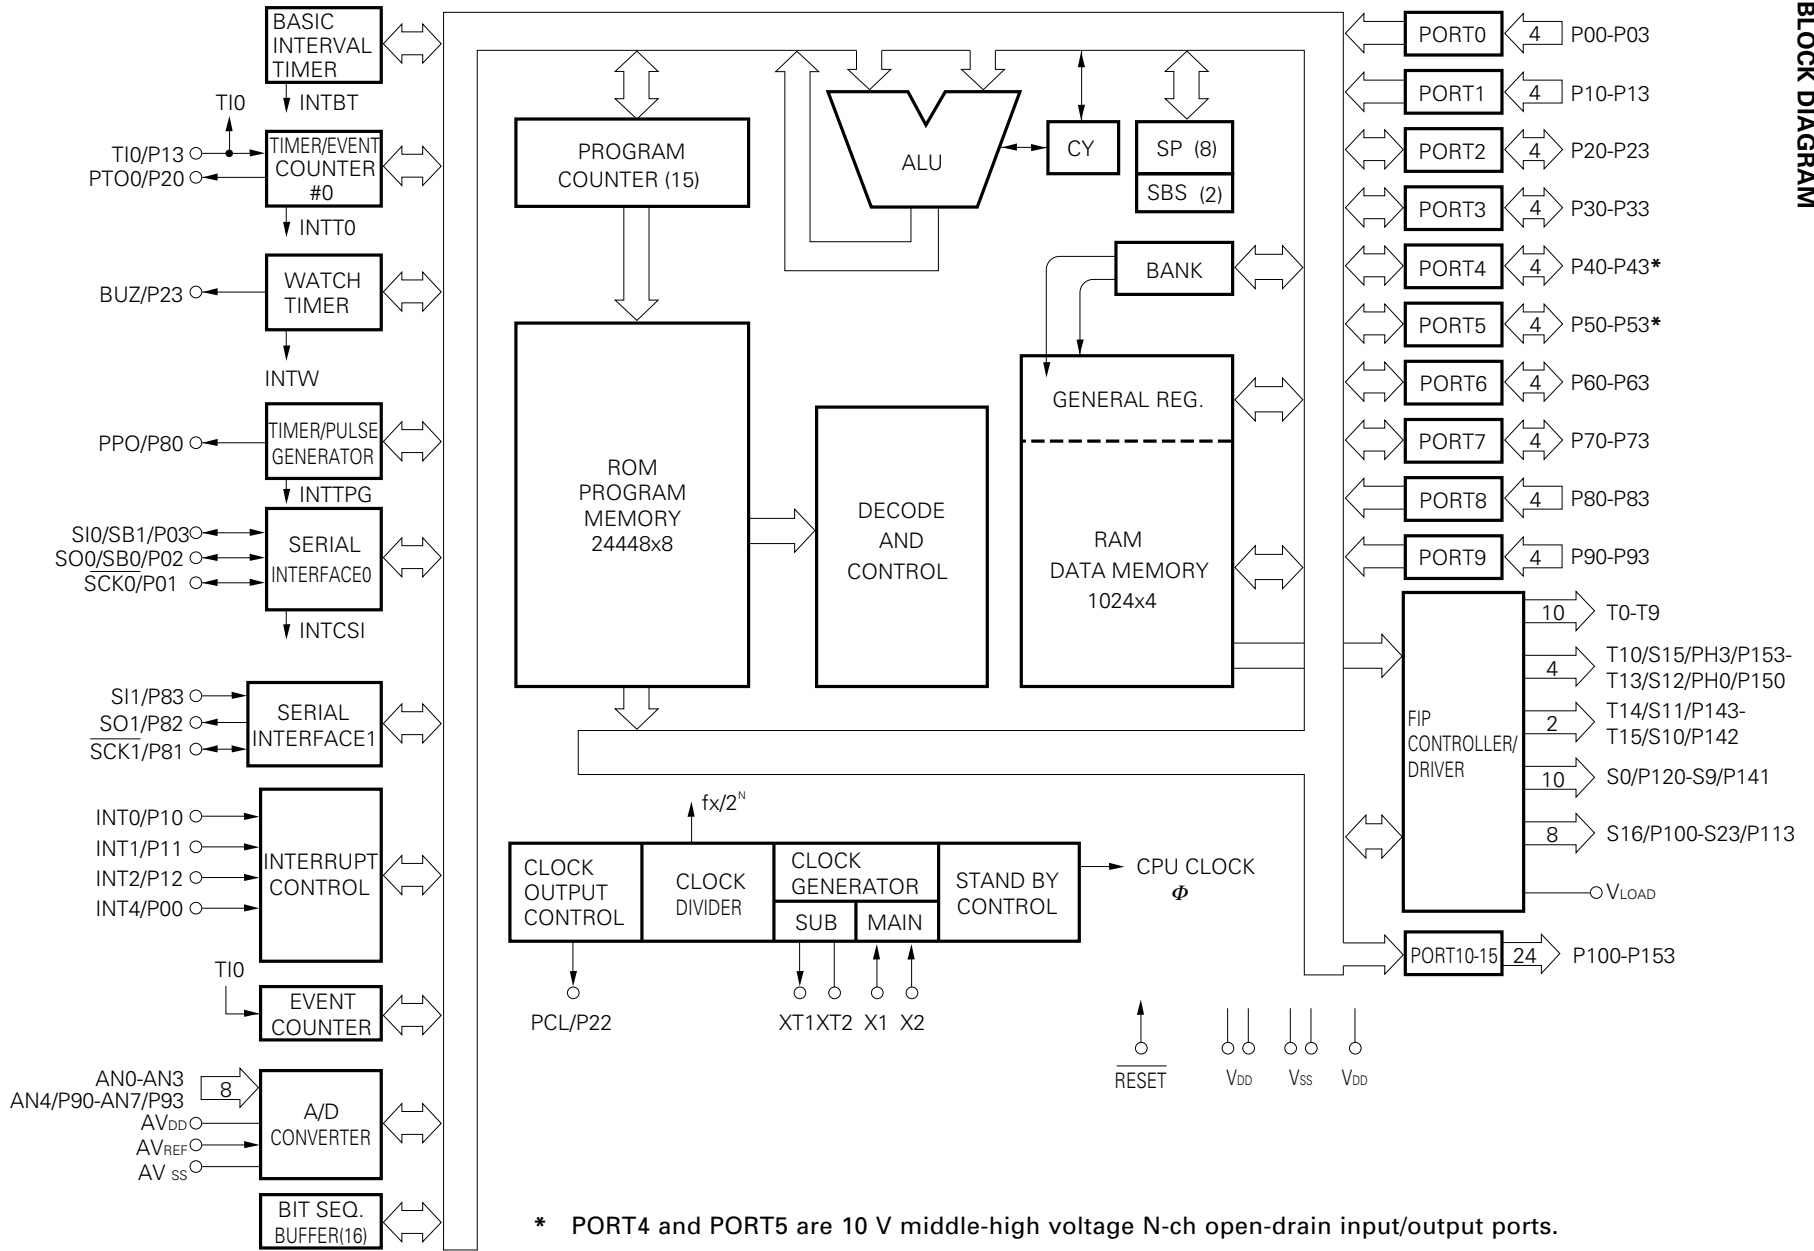 BLOCK DIAGRAM
BASIC
INTERVAL
TIMER
INTBT
TI0
TI0/P13
PTO0/P20
TIMER/EVENT
COUNTER
#0
INTT0
BUZ/P23
WATCH
TIMER
INTW
PPO/P80
TIMER/PULSE
GENERATOR
INTTPG
SI0/SB1/P03
SO0/SB0/P02
SCK0/P01
SERIAL
INTERFACE0
INTCSI
SI1/P83
SO1/P82
SCK1/P81
SERIAL
INTERFACE1
INT0/P10
INT1/P11
INT2/P12
INT4/P00
INTERRUPT
CONTROL
TI0
EVENT
COUNTER
AN0-AN3
AN4/P90-AN7/P93
8
AVDD
AVREF
AV SS
A/D
CONVERTER
BIT SEQ.
BUFFER(16)
PROGRAM
COUNTER (15)
ALU
CY
SP (8)
SBS (2)
BANK
ROM
PROGRAM
MEMORY
24448x8
DECODE
AND
CONTROL
GENERAL REG.
RAM
DATA MEMORY
1024x4
fx/2N
CLOCK
OUTPUT
CONTROL
CLOCK
DIVIDER
CLOCK
GENERATOR
SUB
MAIN
STAND BY
CONTROL
CPU CLOCK
Φ
PCL/P22
XT1 XT2 X1 X2
RESET
VDD
VSS
VDD
PORT0 4 P00-P03
PORT1 4 P10-P13
PORT2 4 P20-P23
PORT3 4 P30-P33
PORT4 4 P40-P43*
PORT5 4 P50-P53*
PORT6 4 P60-P63
PORT7 4 P70-P73
PORT8 4 P80-P83
PORT9 4 P90-P93
FIP
CONTROLLER/
DRIVER
10 T0-T9
4 T10/S15/PH3/P153-
T13/S12/PH0/P150
2 T14/S11/P143-
T15/S10/P142
10 S0/P120-S9/P141
8 S16/P100-S23/P113
VLOAD
PORT10-15 24 P100-P153
* PORT4 and PORT5 are 10 V middle-high voltage N-ch open-drain input/output ports.